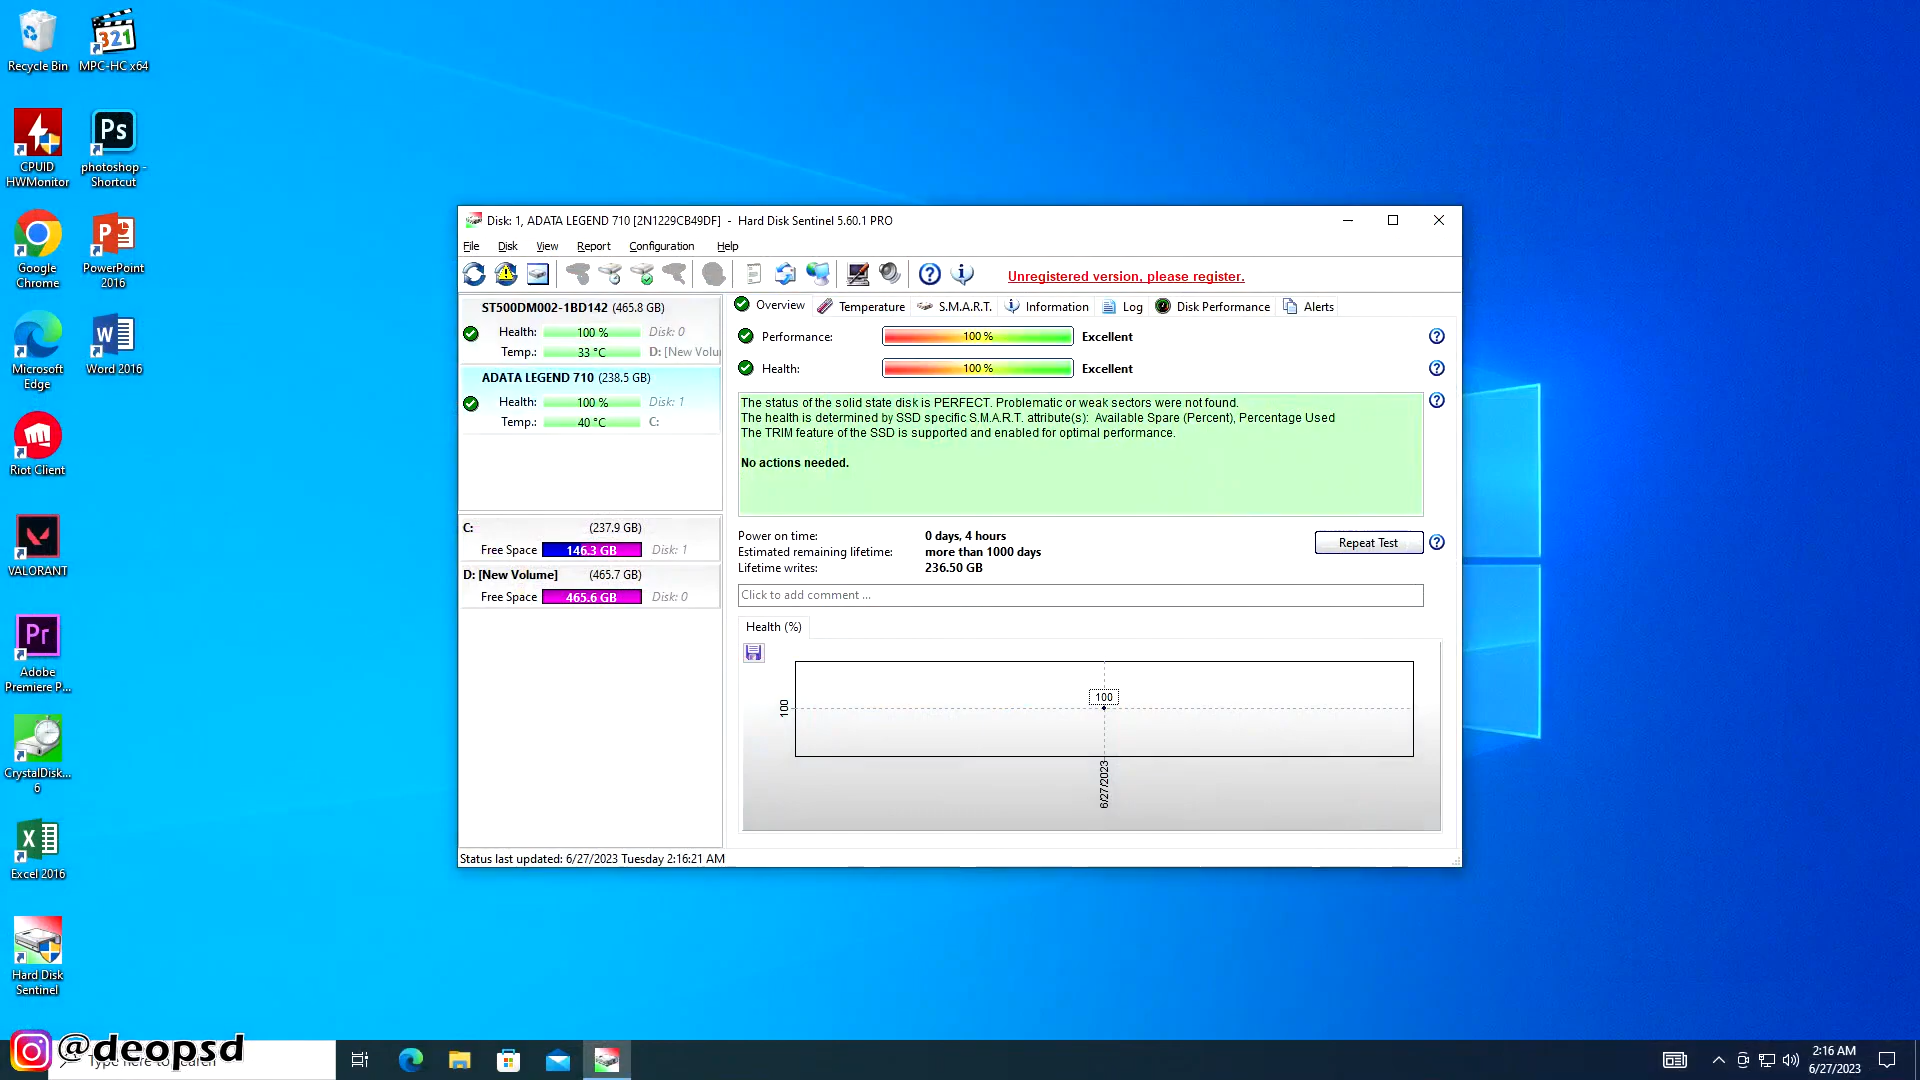 Recycle Bin
MPC-HC x64
CPUID
HWMonitor
photoshop -
Shortcut
Google
Chrome
PowerPoint
2016
Microsoft
Edge
Word 2016
Riot Client
VALORANT
Adobe
Premiere P...
CrystalDisk...
6
Excel 2016
Hard Disk
Sentinel
Disk: 1, ADATA LEGEND 710 [2N1229CB49DF] - Hard Disk Sentinel 5.60.1 PRO
File Disk View Report Configuration Help
Unregistered version, please register.
ST500DM002-1BD142 (465.8 GB)
Health: 100 % Disk: 0
Temp.: 33 °C D: [New Volu
ADATA LEGEND 710 (238.5 GB)
Health: 100 % Disk: 1
Temp.: 40 °C C:
C: (237.9 GB)
Free Space 146.3 GB Disk: 1
D: [New Volume] (465.7 GB)
Free Space 465.6 GB Disk: 0
Overview Temperature S.M.A.R.T. Information Log Disk Performance Alerts
Performance: 100 % Excellent
Health: 100 % Excellent
The status of the solid state disk is PERFECT. Problematic or weak sectors were not found.
The health is determined by SSD specific S.M.A.R.T. attribute(s): Available Spare (Percent), Percentage Used
The TRIM feature of the SSD is supported and enabled for optimal performance.
No actions needed.
Power on time: 0 days, 4 hours
Estimated remaining lifetime: more than 1000 days
Lifetime writes: 236.50 GB
Repeat Test
Click to add comment ...
Health (%)
100
100
6/27/2023
Status last updated: 6/27/2023 Tuesday 2:16:21 AM
@deopsd
Type here to search
2:16 AM
6/27/2023
321
Ps
P
W
Pr
X